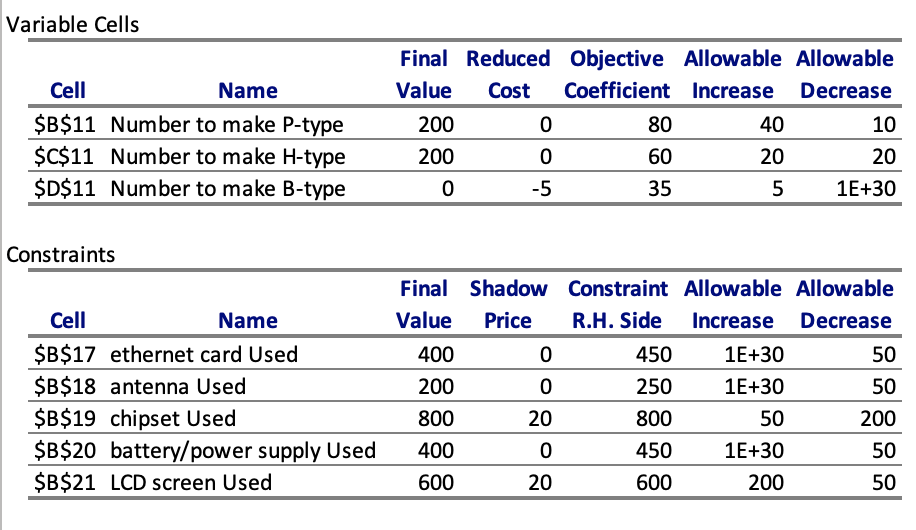 Variable Cells
Final Reduced Objective Allowable Allowable
Cell Name Value Cost Coefficient Increase Decrease
$B$11 Number to make P-type 200 0 80 40 10
$C$11 Number to make H-type 200 0 60 20 20
$D$11 Number to make B-type 0 -5 35 5 1E+30
Constraints
Final Shadow Constraint Allowable Allowable
Cell Name Value Price R.H. Side Increase Decrease
$B$17 ethernet card Used 400 0 450 1E+30 50
$B$18 antenna Used 200 0 250 1E+30 50
$B$19 chipset Used 800 20 800 50 200
$B$20 battery/power supply Used 400 0 450 1E+30 50
$B$21 LCD screen Used 600 20 600 200 50